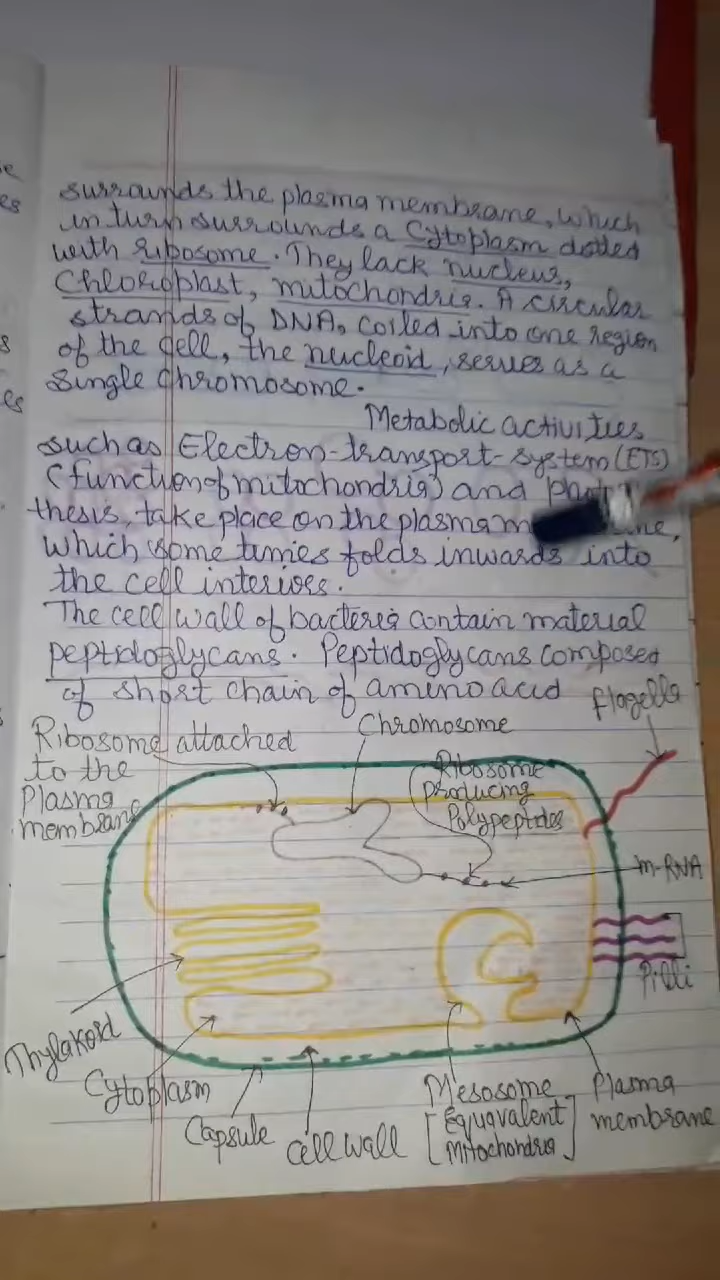 surrounds the plasma membrane, which
in turn surrounds a Cytoplasm dotted
with ribosome. They lack nucleus,
Chloroplast, mitochondria. A circular
strands of DNA, coiled into one region
of the cell, the nucleoid, serves as a
single chromosome.
Metabolic activities
such as Electron-transport-system (ETS)
(function of mitochondria) and
thesis, take place on the plasma
which some times folds inwards into
the cell interiors.
The cell wall of bacteria contain material
peptidoglycans. Peptidoglycans composed
of short chain of amino acid
flagella
Chromosome
Ribosome attached
to the
Plasma
membrane
Ribosome
producing
Polypeptides
m-RNA
Pilli
Thylakoid
Cytoplasm
Capsule
cell wall
Mesosome
[Equavalent
mitochondria]
Plasma
membrane